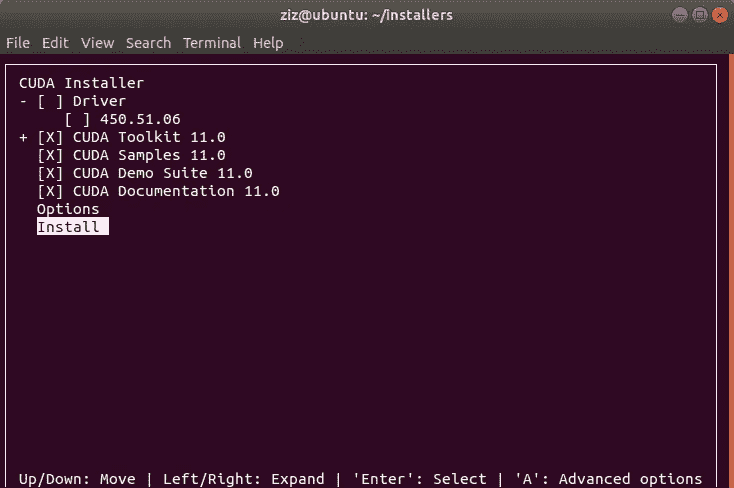 ziz@ubuntu: ~/installers
File Edit View Search Terminal Help
CUDA Installer
- [ ] Driver
[ ] 450.51.06
+ [X] CUDA Toolkit 11.0
[X] CUDA Samples 11.0
[X] CUDA Demo Suite 11.0
[X] CUDA Documentation 11.0
Options
Install
Up/Down: Move | Left/Right: Expand | 'Enter': Select | 'A': Advanced options